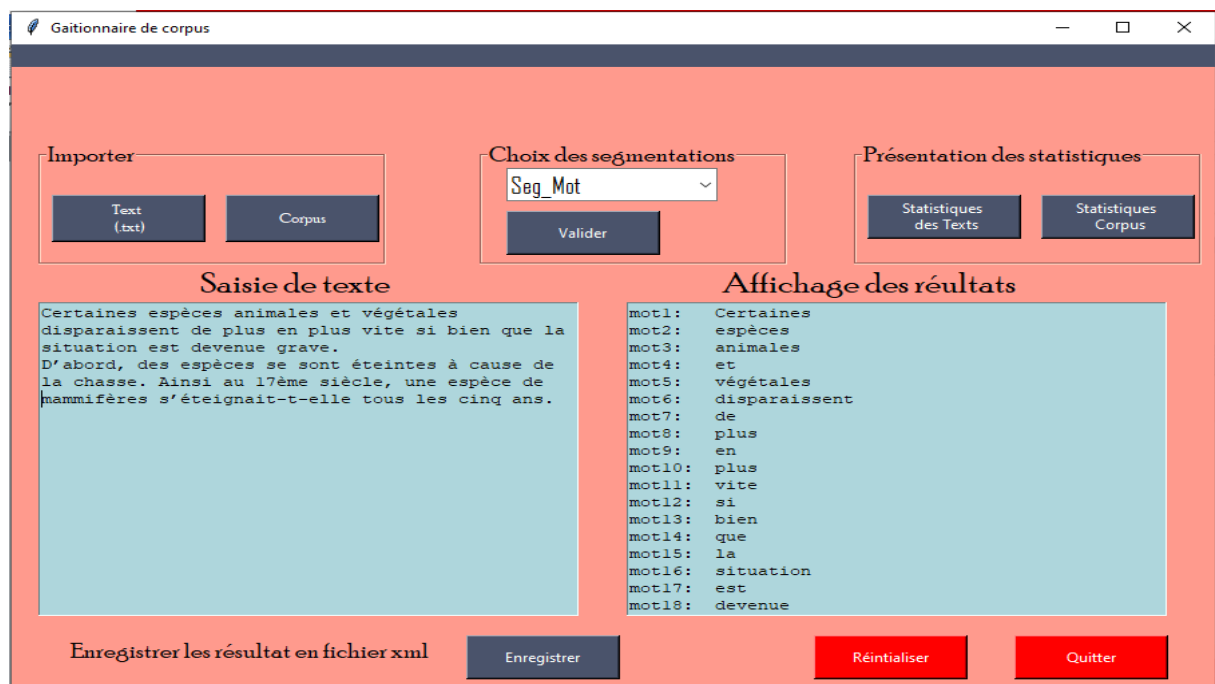 Gaitionnaire de corpus
Importer
Text
(.txt)
Corpus
Choix des segmentations
Seg_Mot
Valider
Présentation des statistiques
Statistiques
des Texts
Statistiques
Corpus
Saisie de texte
Certaines espèces animales et végétales
disparaissent de plus en plus vite si bien que la
situation est devenue grave.
D’abord, des espèces se sont éteintes à cause de
la chasse. Ainsi au 17ème siècle, une espèce de
mammifères s’éteignait-t-elle tous les cinq ans.
Affichage des réultats
mot1: Certaines
mot2: espèces
mot3: animales
mot4: et
mot5: végétales
mot6: disparaissent
mot7: de
mot8: plus
mot9: en
mot10: plus
mot11: vite
mot12: si
mot13: bien
mot14: que
mot15: la
mot16: situation
mot17: est
mot18: devenue
Enregistrer les résultat en fichier xml
Enregistrer
Réintialiser
Quitter